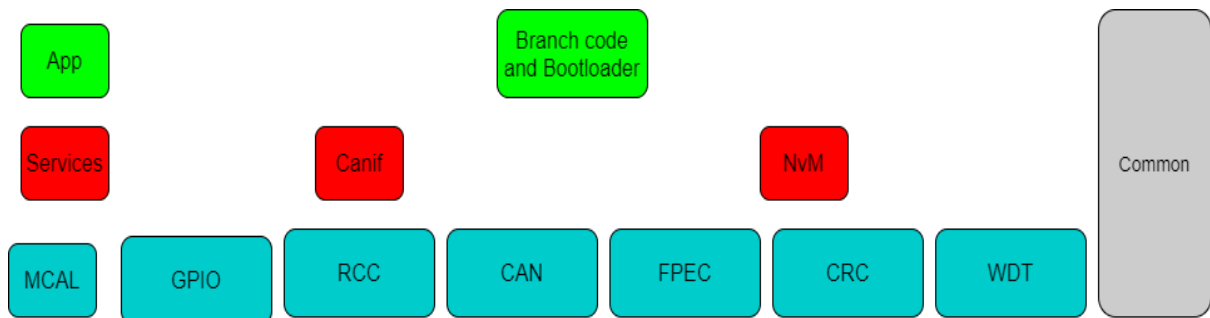 App
Branch code
and Bootloader
Common
Services
Canif
NvM
MCAL
GPIO
RCC
CAN
FPEC
CRC
WDT